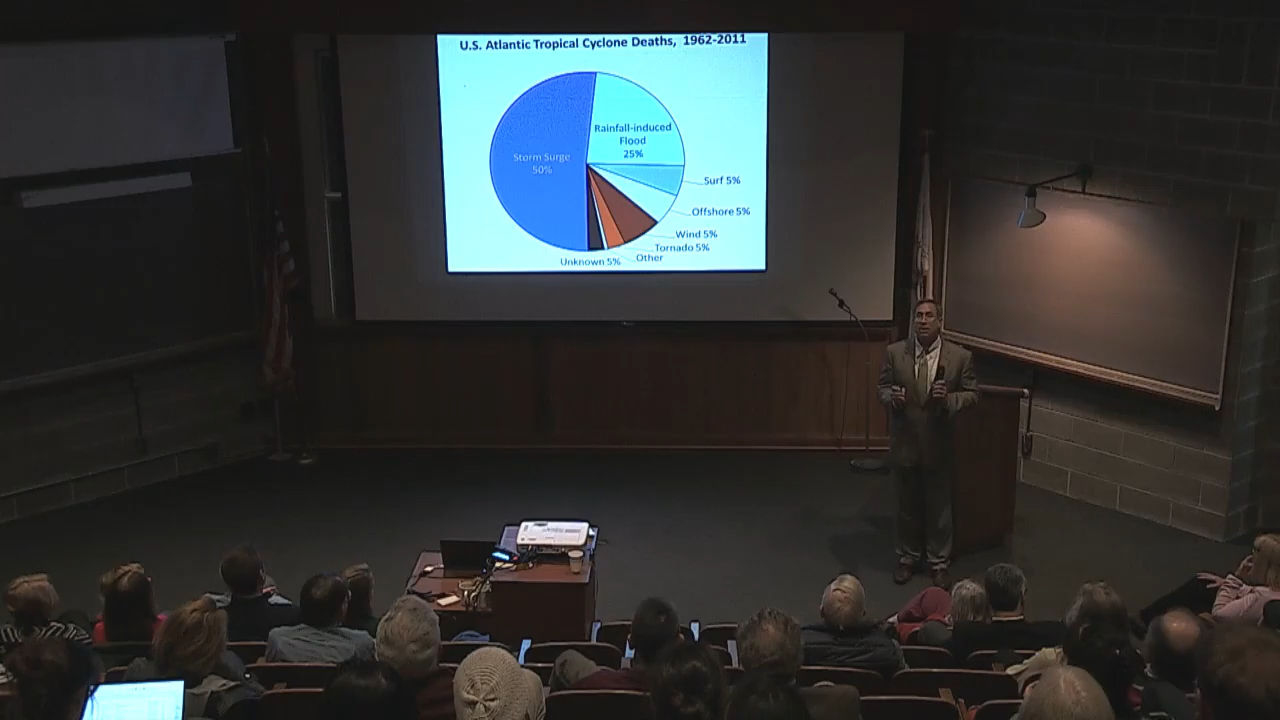 U.S. Atlantic Tropical Cyclone Deaths, 1962-2011
Rainfall-induced
Flood
25%
Storm Surge
50%
Surf 5%
Offshore 5%
Wind 5%
Tornado 5%
Other
Unknown 5%